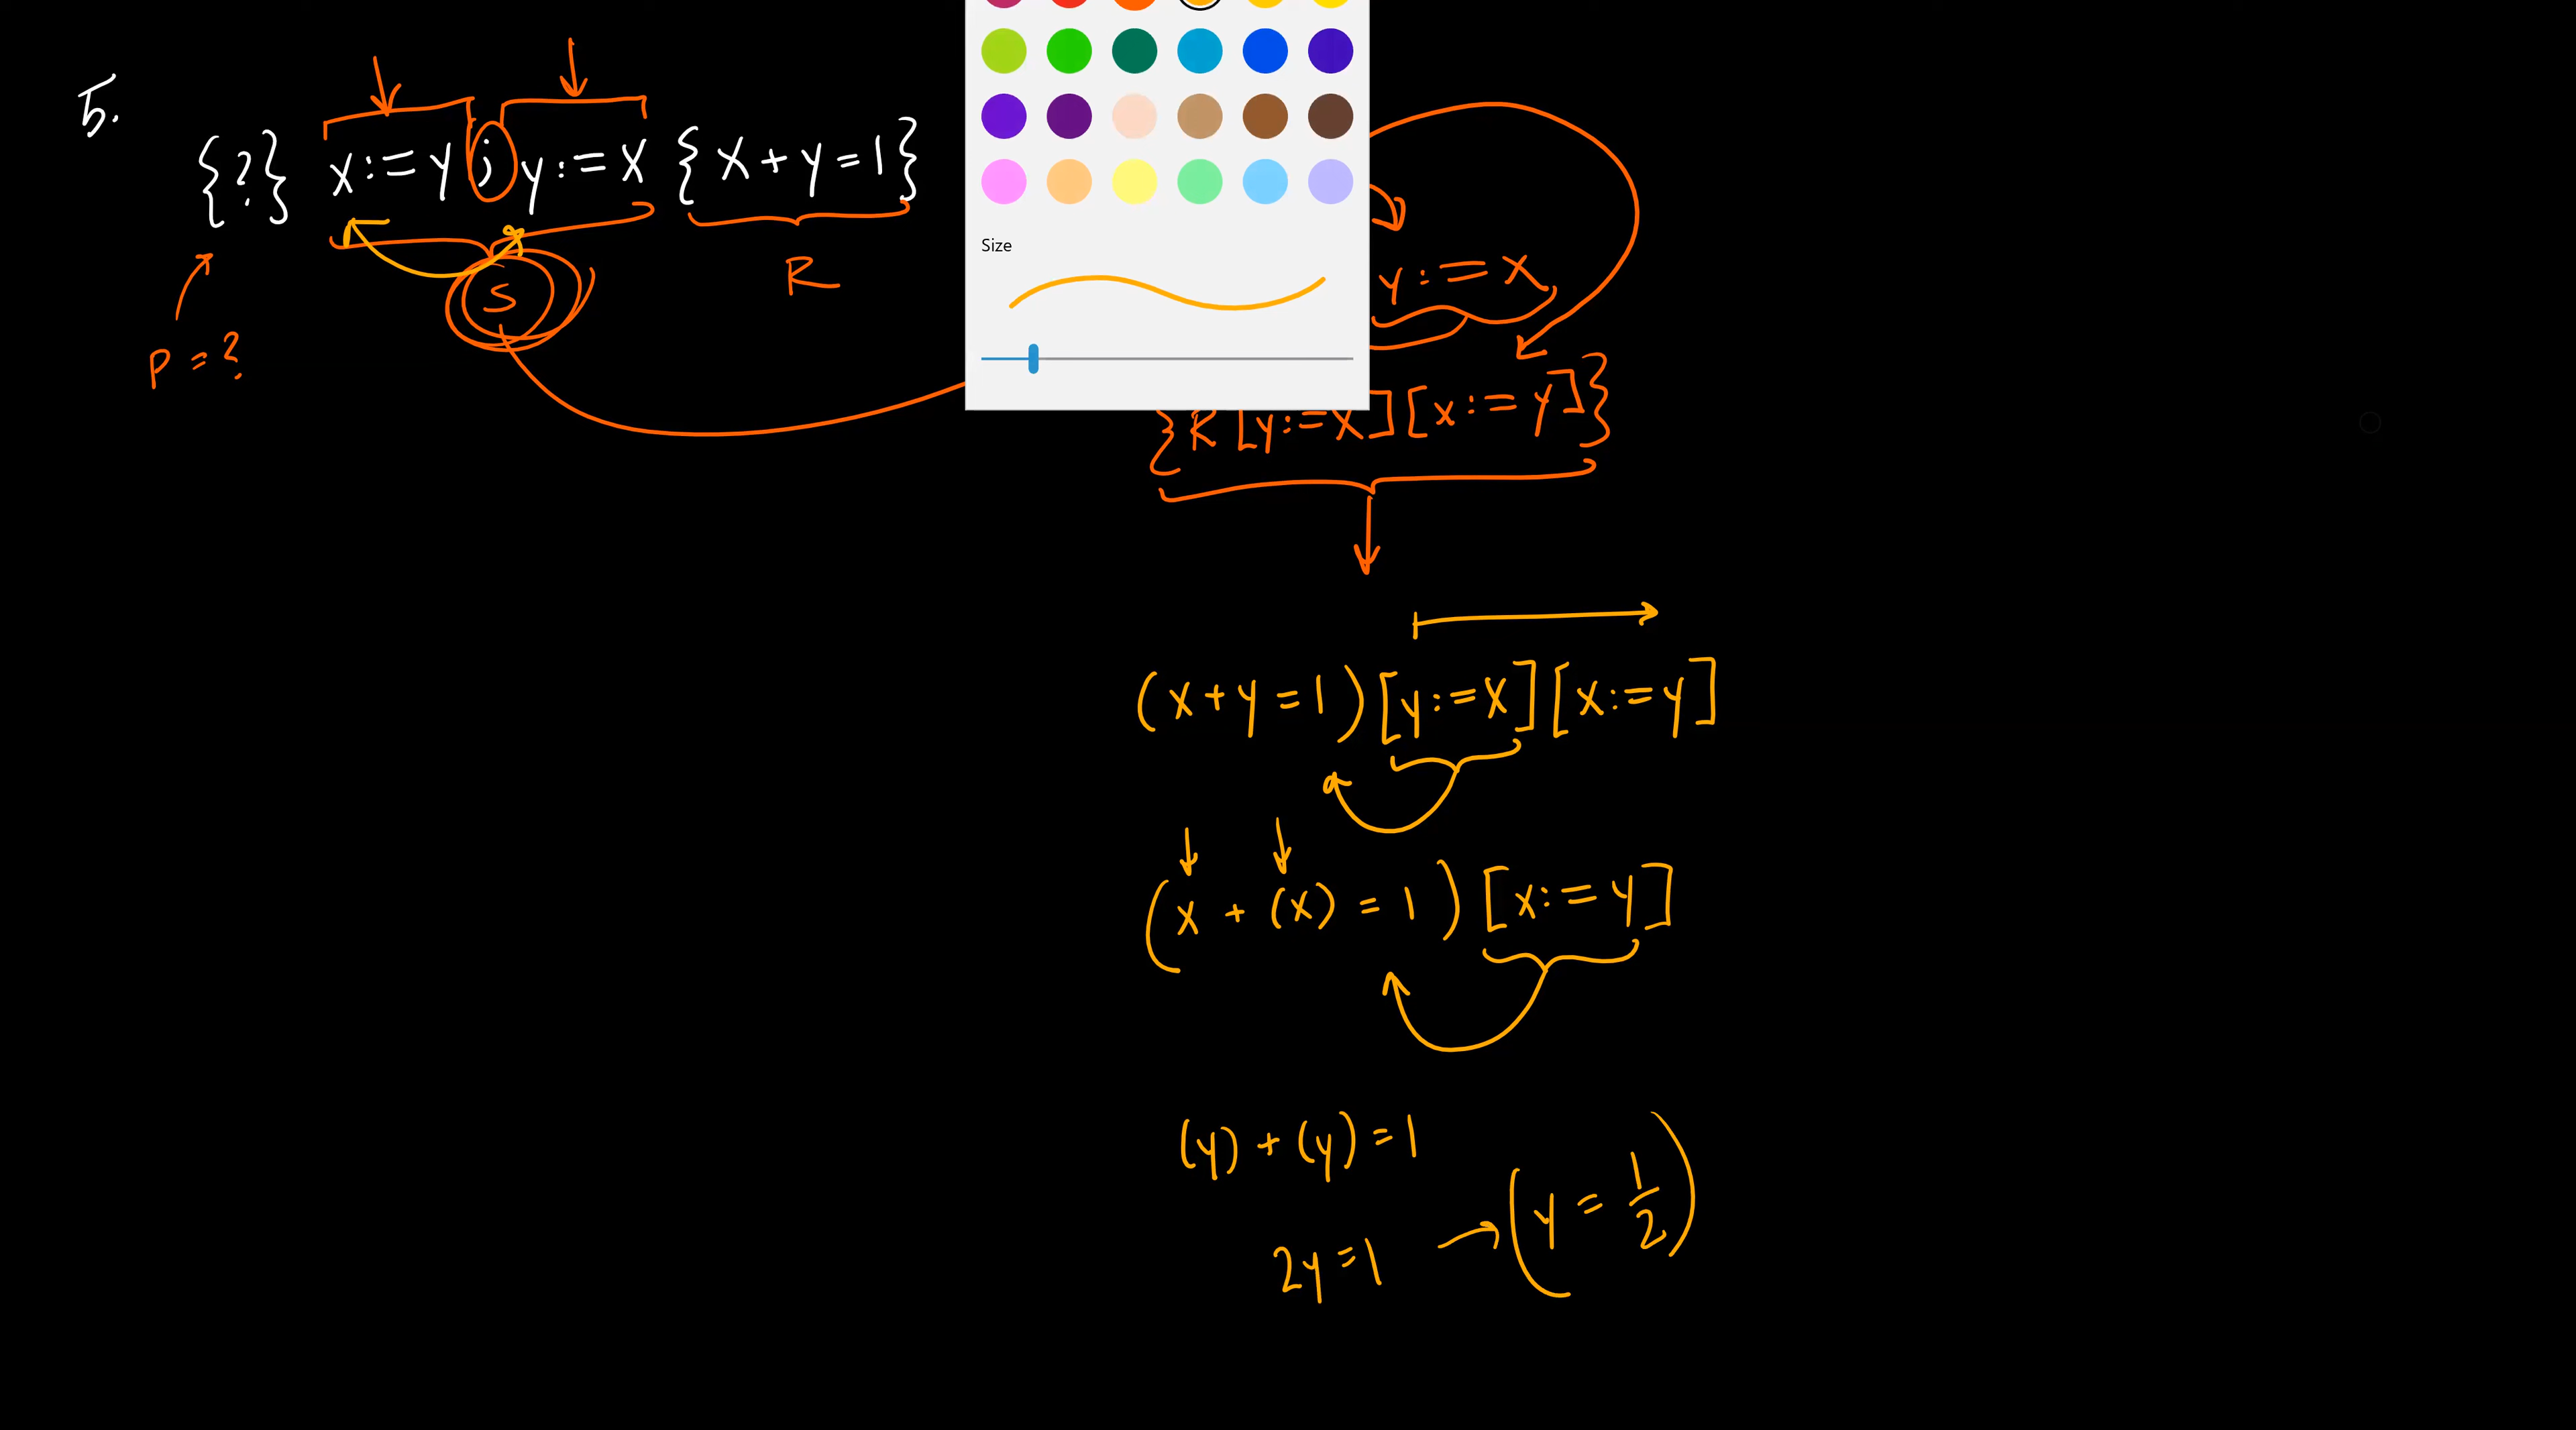 5.
{?} x:=y ; y:=x {x+y=1}
S
R
P = ?
Size
y:=x
{R[y:=x][x:=y]}
(x+y=1)[y:=x][x:=y]
(x+(x)=1)[x:=y]
(y)+(y)=1
2y=1 → (y = 1/2)